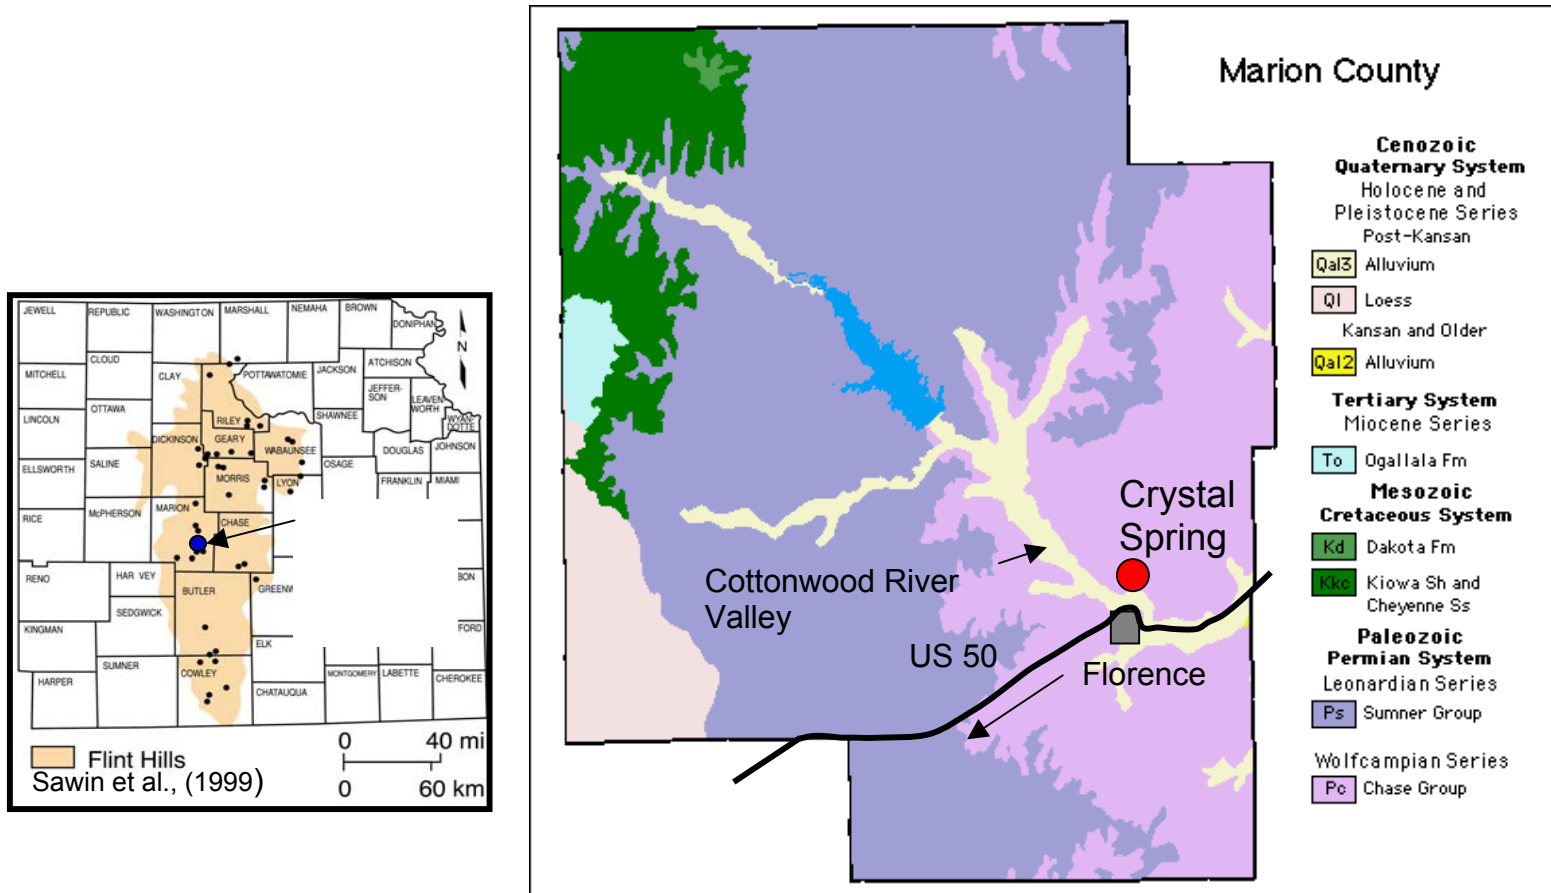 JEWELL
REPUBLIC
WASHINGTON
MARSHALL
NEMAHA
BROWN
DONIPHAN
N
CLOUD
MITCHELL
CLAY
POTTAWATOMIE
JACKSON
ATCHISON
JEFFER-
SON
LEAVEN
WORTH
LINCOLN
OTTAWA
RILEY
SHAWNEE
WYAN-
DOTTE
DICKINSON
GEARY
WABAUNSEE
DOUGLAS
JOHNSON
ELLSWORTH
SALINE
OSAGE
MORRIS
LYON
FRANKLIN
MIAMI
RICE
McPHERSON
MARION
CHASE
RENO
HARVEY
BUTLER
GREENW
BON
SEDGWICK
KINGMAN
ELK
FORD
HARPER
SUMNER
COWLEY
CHATAUQUA
MONTGOMERY
LABETTE
CHEROKEE
Flint Hills
0 40 mi
Sawin et al., (1999)
0 60 km
Marion County
Crystal
Spring
Cottonwood River
Valley
US 50
Florence
Cenozoic
Quaternary System
Holocene and
Pleistocene Series
Post-Kansan
Qal3 Alluvium
Ql Loess
Kansan and Older
Qal2 Alluvium
Tertiary System
Miocene Series
To Ogallala Fm
Mesozoic
Cretaceous System
Kd Dakota Fm
Kkc Kiowa Sh and
Cheyenne Ss
Paleozoic
Permian System
Leonardian Series
Ps Sumner Group
Wolfcampian Series
Pc Chase Group